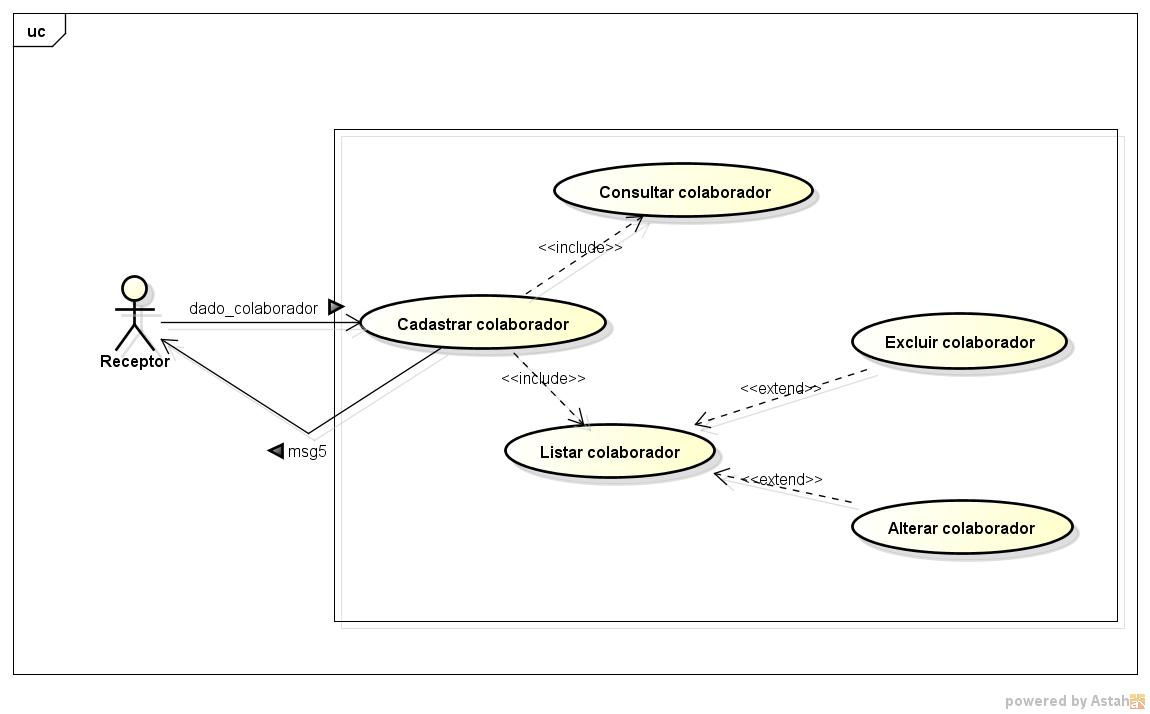 uc
Consultar colaborador
<<include>>
dado_colaborador
Cadastrar colaborador
Excluir colaborador
Receptor
<<include>>
<<extend>>
msg5
Listar colaborador
<<extend>>
Alterar colaborador
powered by Astah